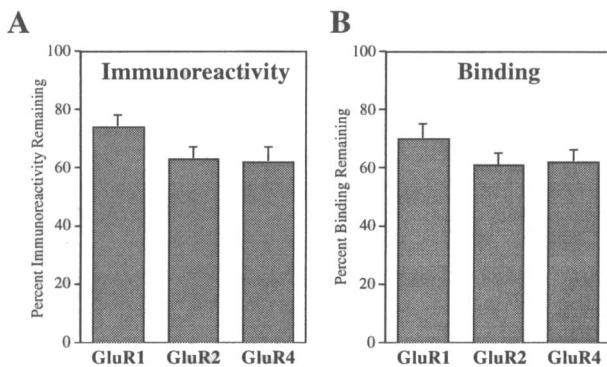 A
Immunoreactivity
Percent Immunoreactivity Remaining
100
80
60
40
20
0
GluR1 GluR2 GluR4
B
Binding
Percent Binding Remaining
100
80
60
40
20
0
GluR1 GluR2 GluR4